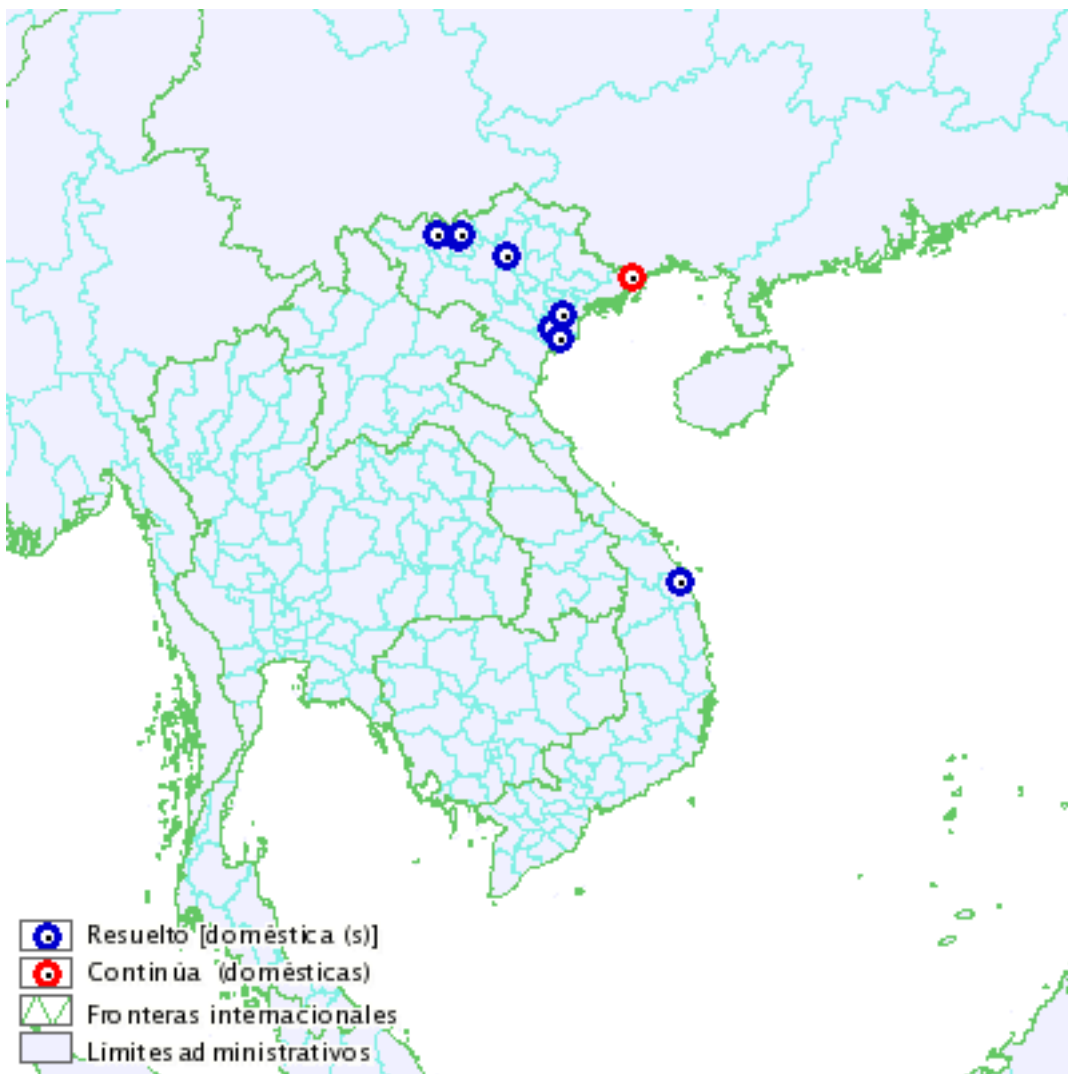 Resuelto [doméstica (s)]
Continúa (domésticas)
Fronteras internacionales
Límites administrativos